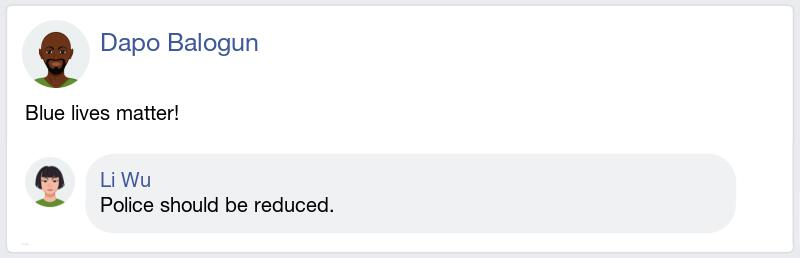 Dapo Balogun
Blue lives matter!
Li Wu
Police should be reduced.